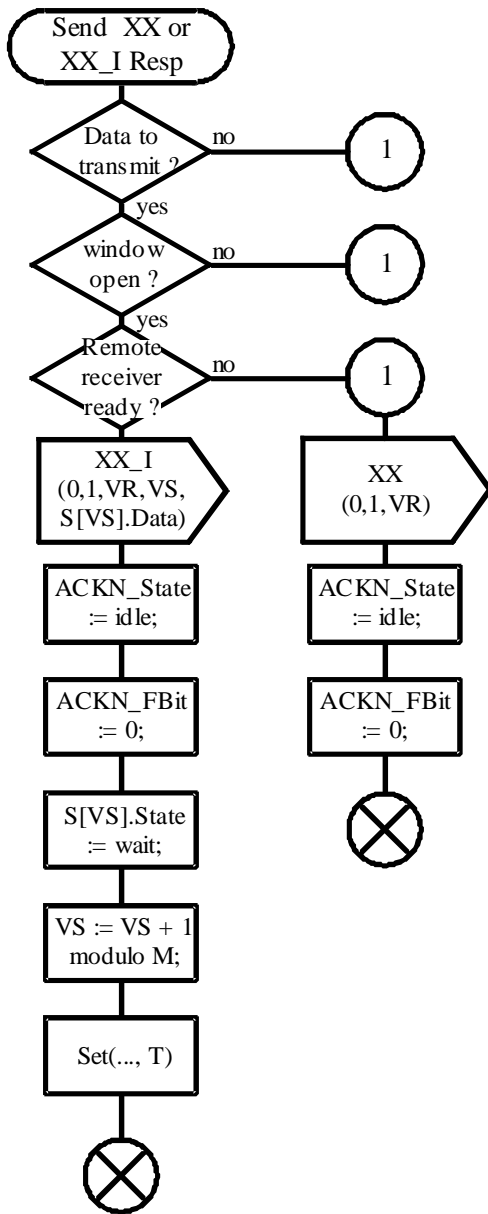 Send XX or
XX_I Resp
Data to
transmit ?
no
1
yes
window
open ?
no
1
yes
Remote
receiver
ready ?
no
1
XX_I
(0,1,VR,VS,
S[VS].Data)
XX
(0,1,VR)
ACKN_State
:= idle;
ACKN_State
:= idle;
ACKN_FBit
:= 0;
ACKN_FBit
:= 0;
S[VS].State
:= wait;
VS := VS + 1
modulo M;
Set(..., T)